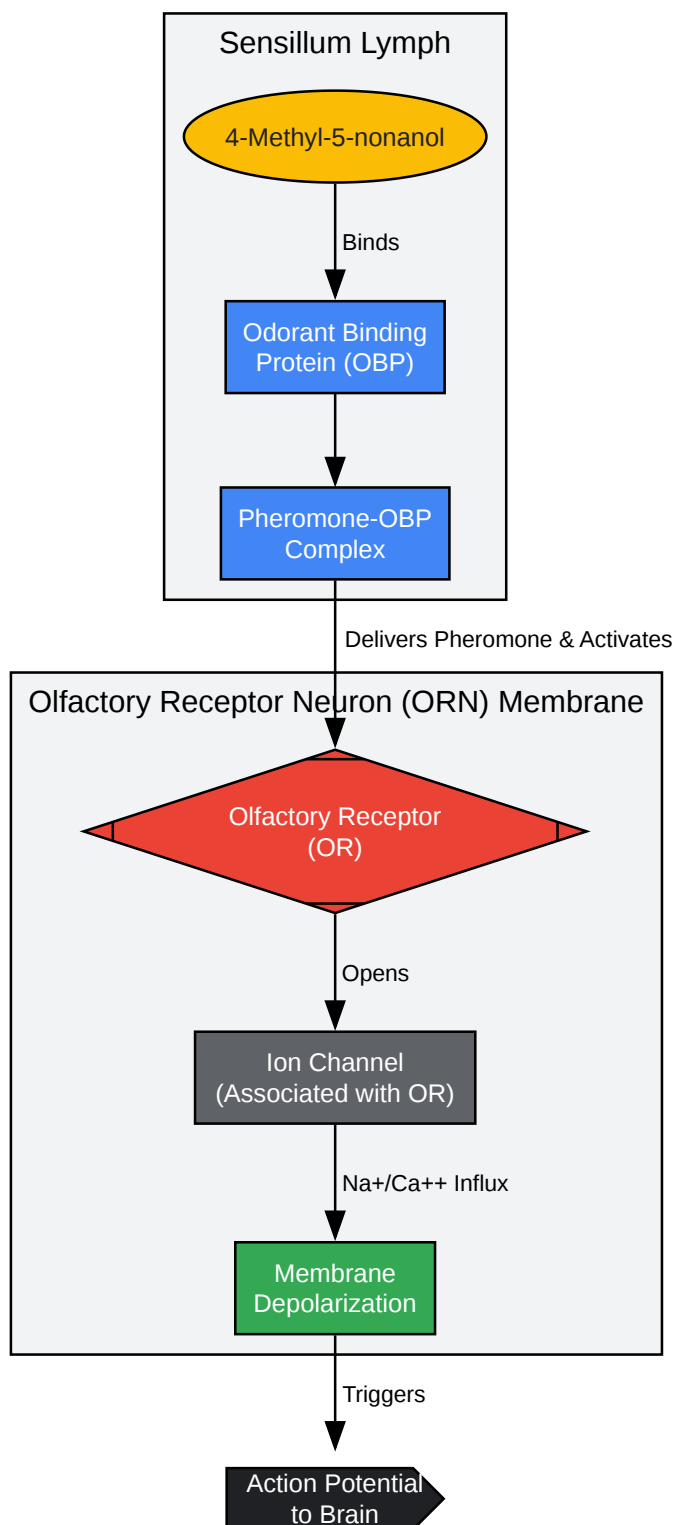 Sensillum Lymph
4-Methyl-5-nonanol
Binds
Odorant Binding
Protein (OBP)
Pheromone-OBP
Complex
Delivers Pheromone & Activates
Olfactory Receptor Neuron (ORN) Membrane
Olfactory Receptor
(OR)
Opens
Ion Channel
(Associated with OR)
Na+/Ca++ Influx
Membrane
Depolarization
Triggers
Action Potential
to Brain